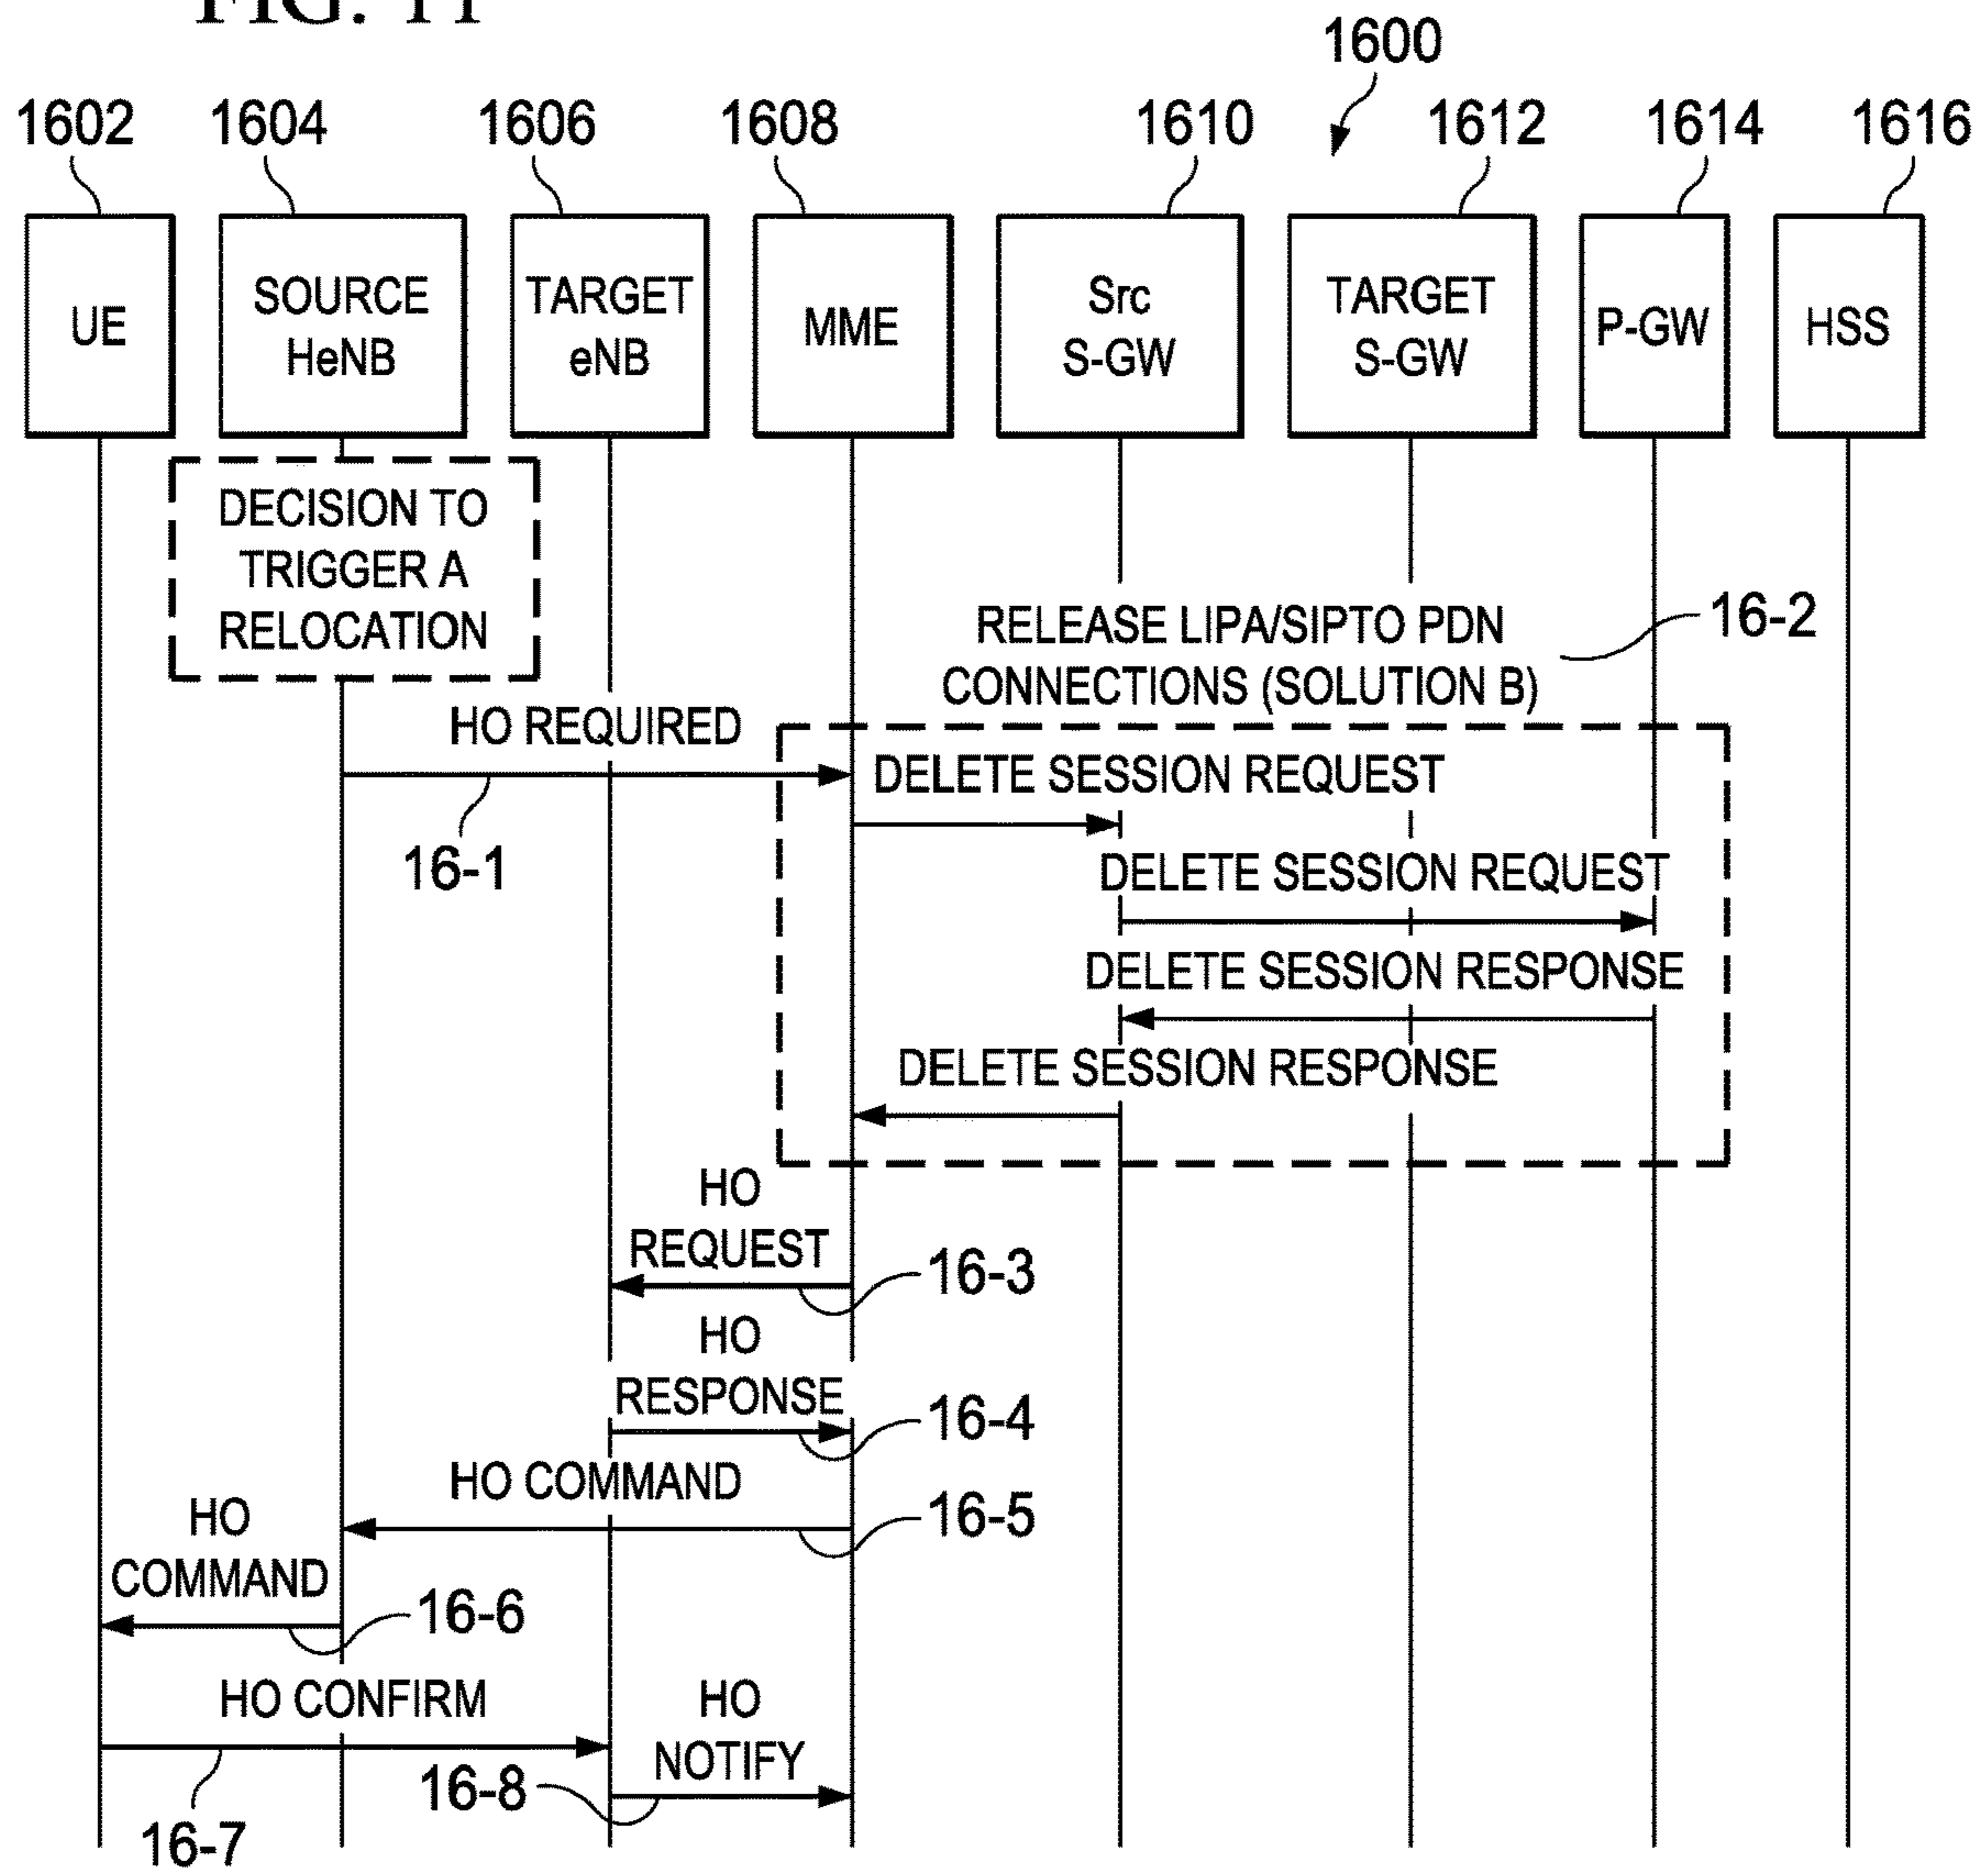 FIG. 11
1600
1602
1604
1606
1608
1610
1612
1614
1616
UE
SOURCE
HeNB
TARGET
eNB
MME
Src
S-GW
TARGET
S-GW
P-GW
HSS
DECISION TO
TRIGGER A
RELOCATION
RELEASE LIPA/SIPTO PDN
CONNECTIONS (SOLUTION B)
16-2
HO REQUIRED
16-1
DELETE SESSION REQUEST
DELETE SESSION REQUEST
DELETE SESSION RESPONSE
DELETE SESSION RESPONSE
HO
REQUEST
16-3
HO
RESPONSE
16-4
HO COMMAND
16-5
HO
COMMAND
16-6
HO CONFIRM
16-7
HO
NOTIFY
16-8